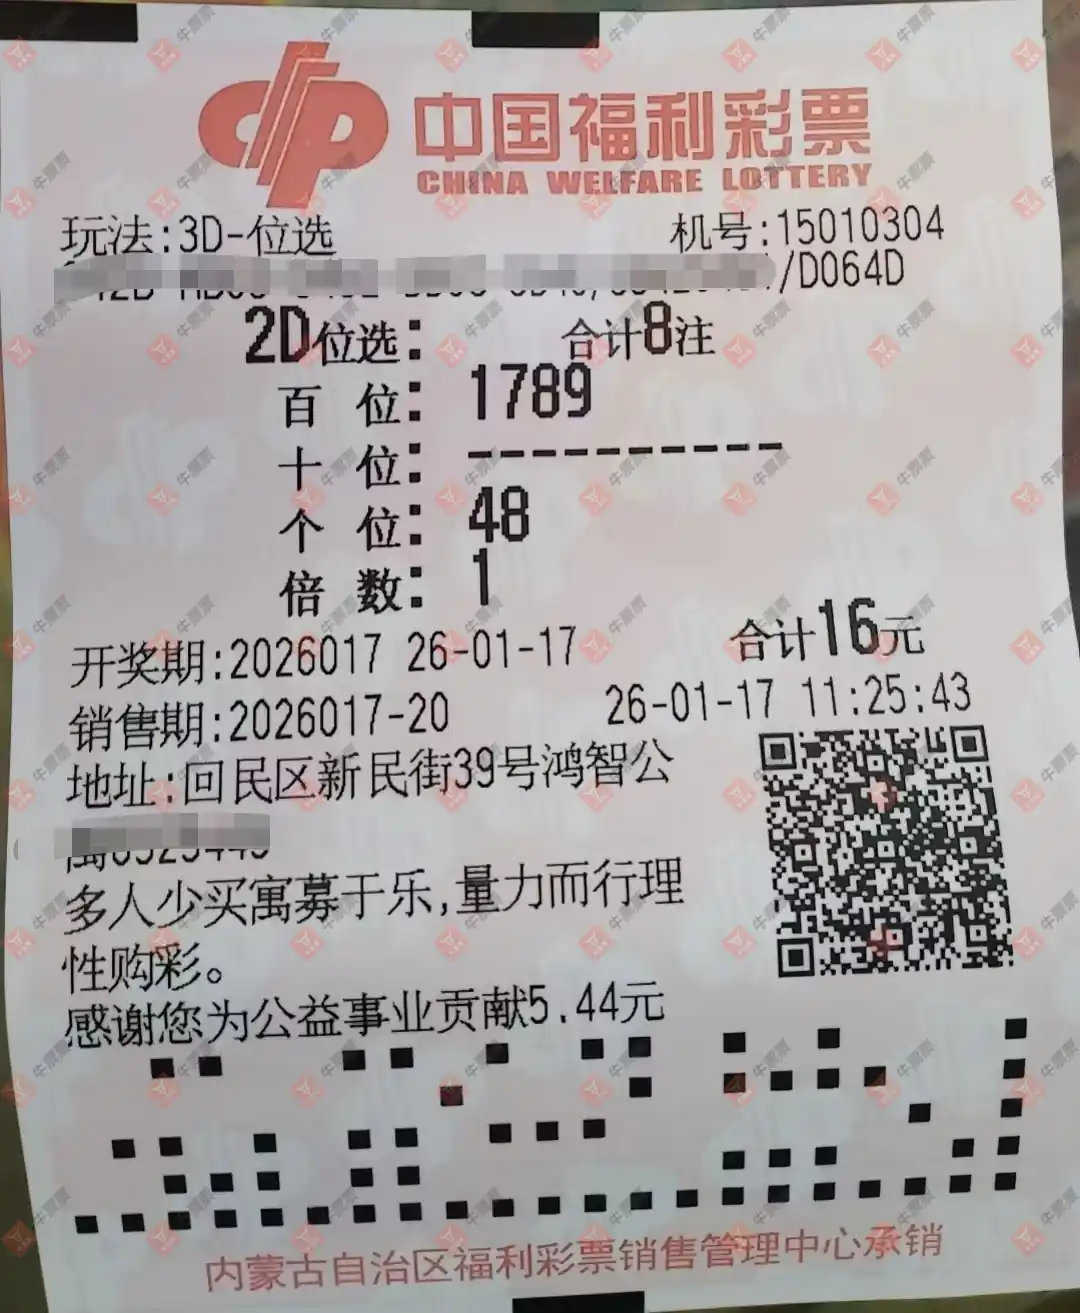 中国福利彩票
CHINA WELFARE LOTTERY
玩法:3D-位选 机号:15010304
/D064D
2D位选: 合计8注
百 位: 1789
十 位: ----------
个 位: 48
倍 数: 1
开奖期:2026017 26-01-17 合计16元
销售期:2026017-20 26-01-17 11:25:43
地址:回民区新民街39号鸿智公
多人少买寓募于乐,量力而行理
性购彩。
感谢您为公益事业贡献5.44元
内蒙古自治区福利彩票销售管理中心承销
牛票票